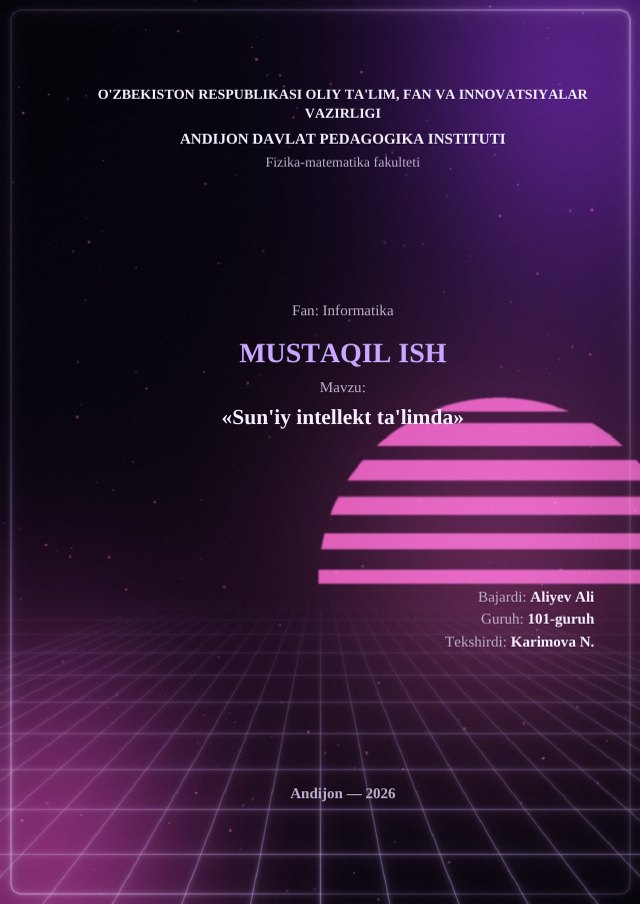 O'ZBEKISTON RESPUBLIKASI OLIY TA'LIM, FAN VA INNOVATSIYALAR
VAZIRLIGI
ANDIJON DAVLAT PEDAGOGIKA INSTITUTI
Fizika-matematika fakulteti
Fan: Informatika
MUSTAQIL ISH
Mavzu:
«Sun'iy intellekt ta'limda»
Bajardi: Aliyev Ali
Guruh: 101-guruh
Tekshirdi: Karimova N.
Andijon — 2026